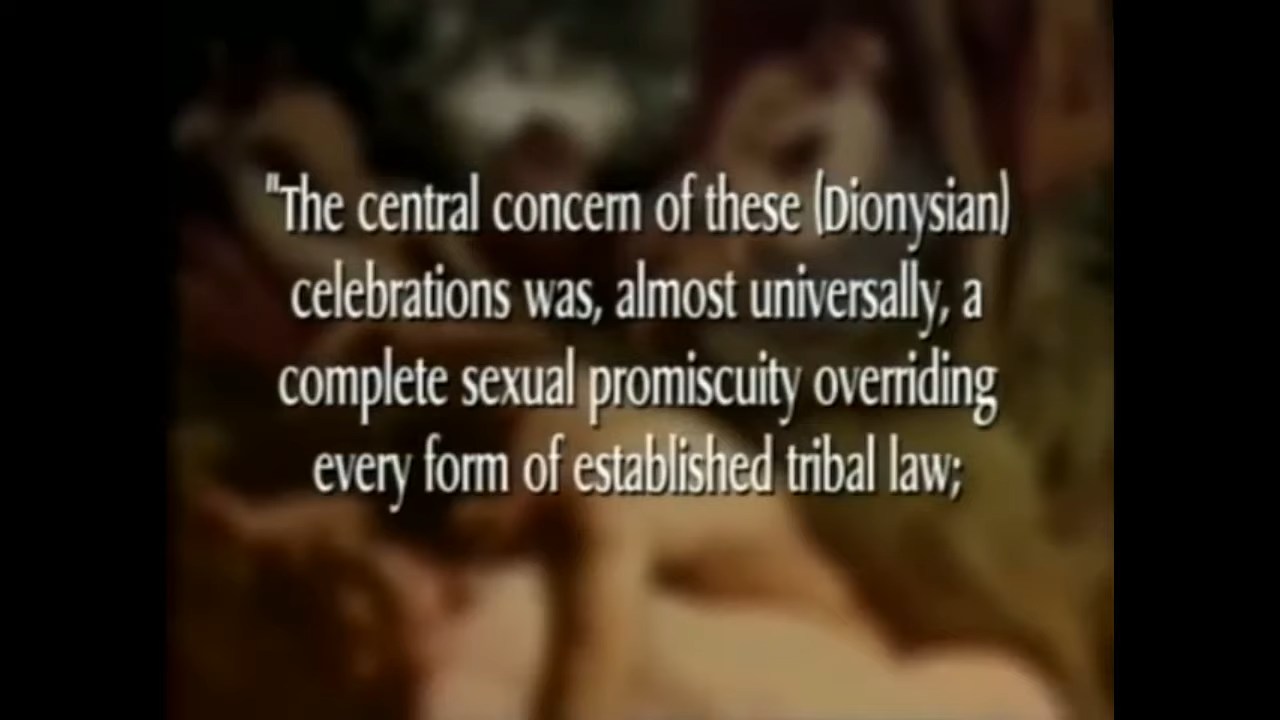 "The central concern of these (Dionysian)
celebrations was, almost universally, a
complete sexual promiscuity overriding
every form of established tribal law;